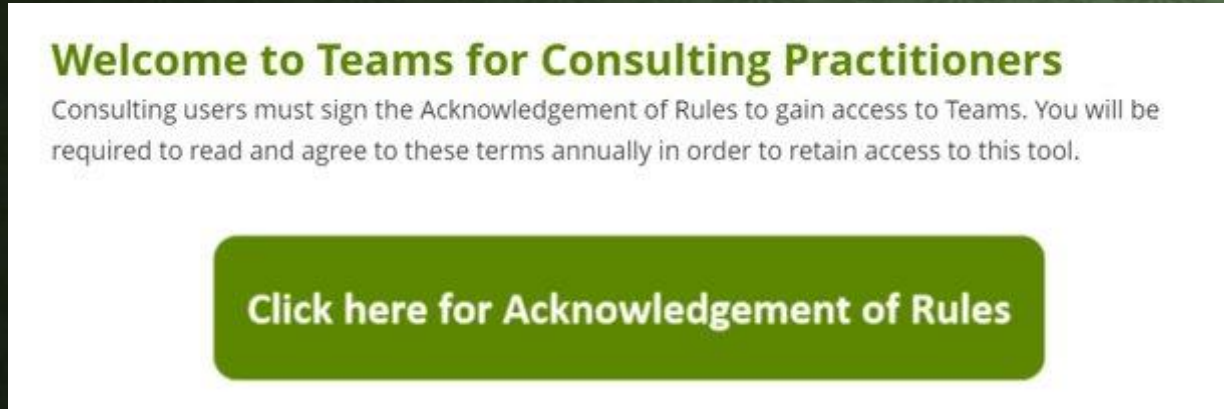 Welcome to Teams for Consulting Practitioners
Consulting users must sign the Acknowledgement of Rules to gain access to Teams. You will be
required to read and agree to these terms annually in order to retain access to this tool.
Click here for Acknowledgement of Rules